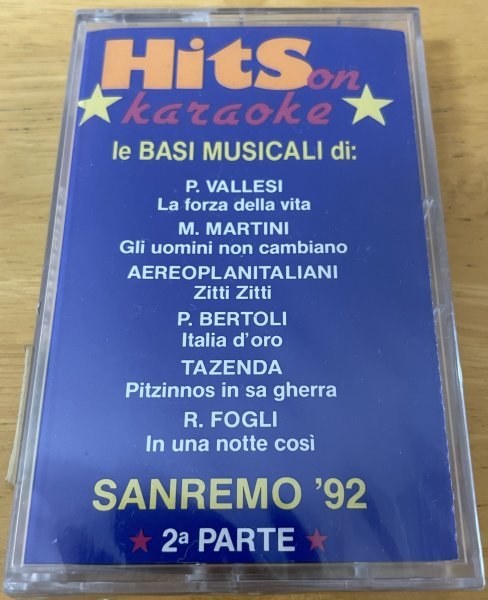 HitS on
karaoke
le BASI MUSICALI di:
P. VALLESI
La forza della vita
M. MARTINI
Gli uomini non cambiano
AEREOPLANITALIANI
Zitti Zitti
P. BERTOLI
Italia d'oro
TAZENDA
Pitzinnos in sa gherra
R. FOGLI
In una notte così
SANREMO '92
2a PARTE